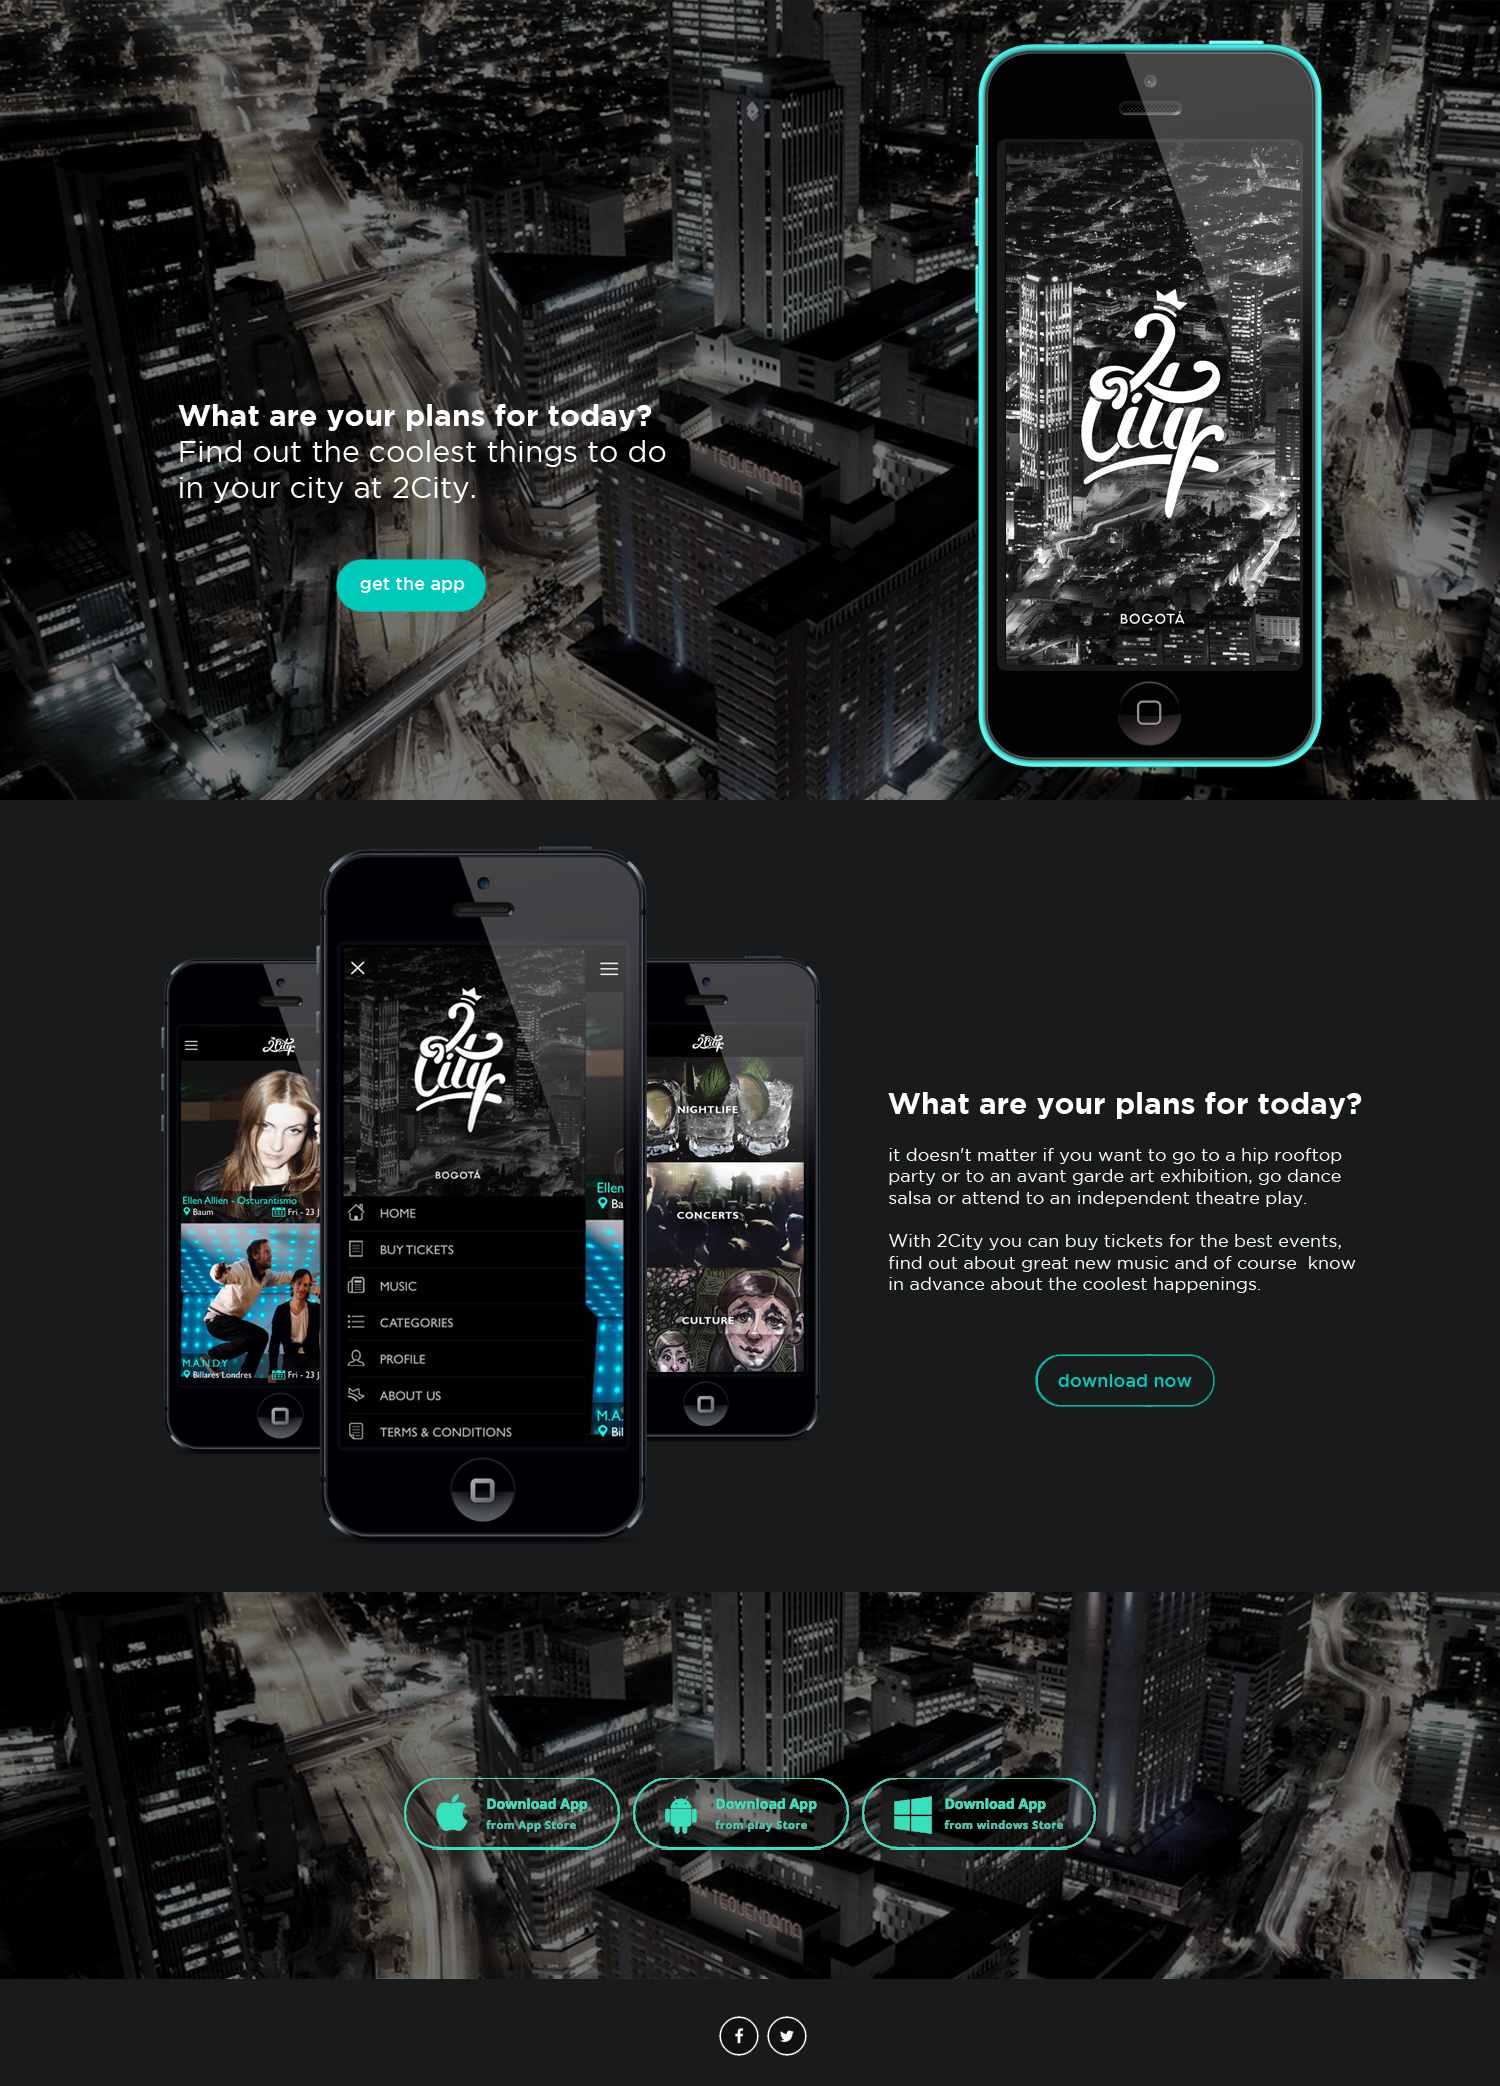 2City
BOGOTÁ
What are your plans for today?
Find out the coolest things to do
in your city at 2City.
TEQUENDAMA
get the app
2City
Ellen Allien - Oscurantismo
Baum
Fri - 23 J
M.A.N.D.Y
Billares Londres
Fri - 23 J
2City
BOGOTÁ
HOME
BUY TICKETS
MUSIC
CATEGORIES
PROFILE
ABOUT US
TERMS & CONDITIONS
Ellen
Ba
M.A.
Bil
2City
NIGHTLIFE
CONCERTS
CULTURE
What are your plans for today?
it doesn't matter if you want to go to a hip rooftop
party or to an avant garde art exhibition, go dance
salsa or attend to an independent theatre play.
With 2City you can buy tickets for the best events,
find out about great new music and of course  know
in advance about the coolest happenings.
download now
Download App
from App Store
Download App
from play Store
Download App
from windows Store
TEQUENDAMA